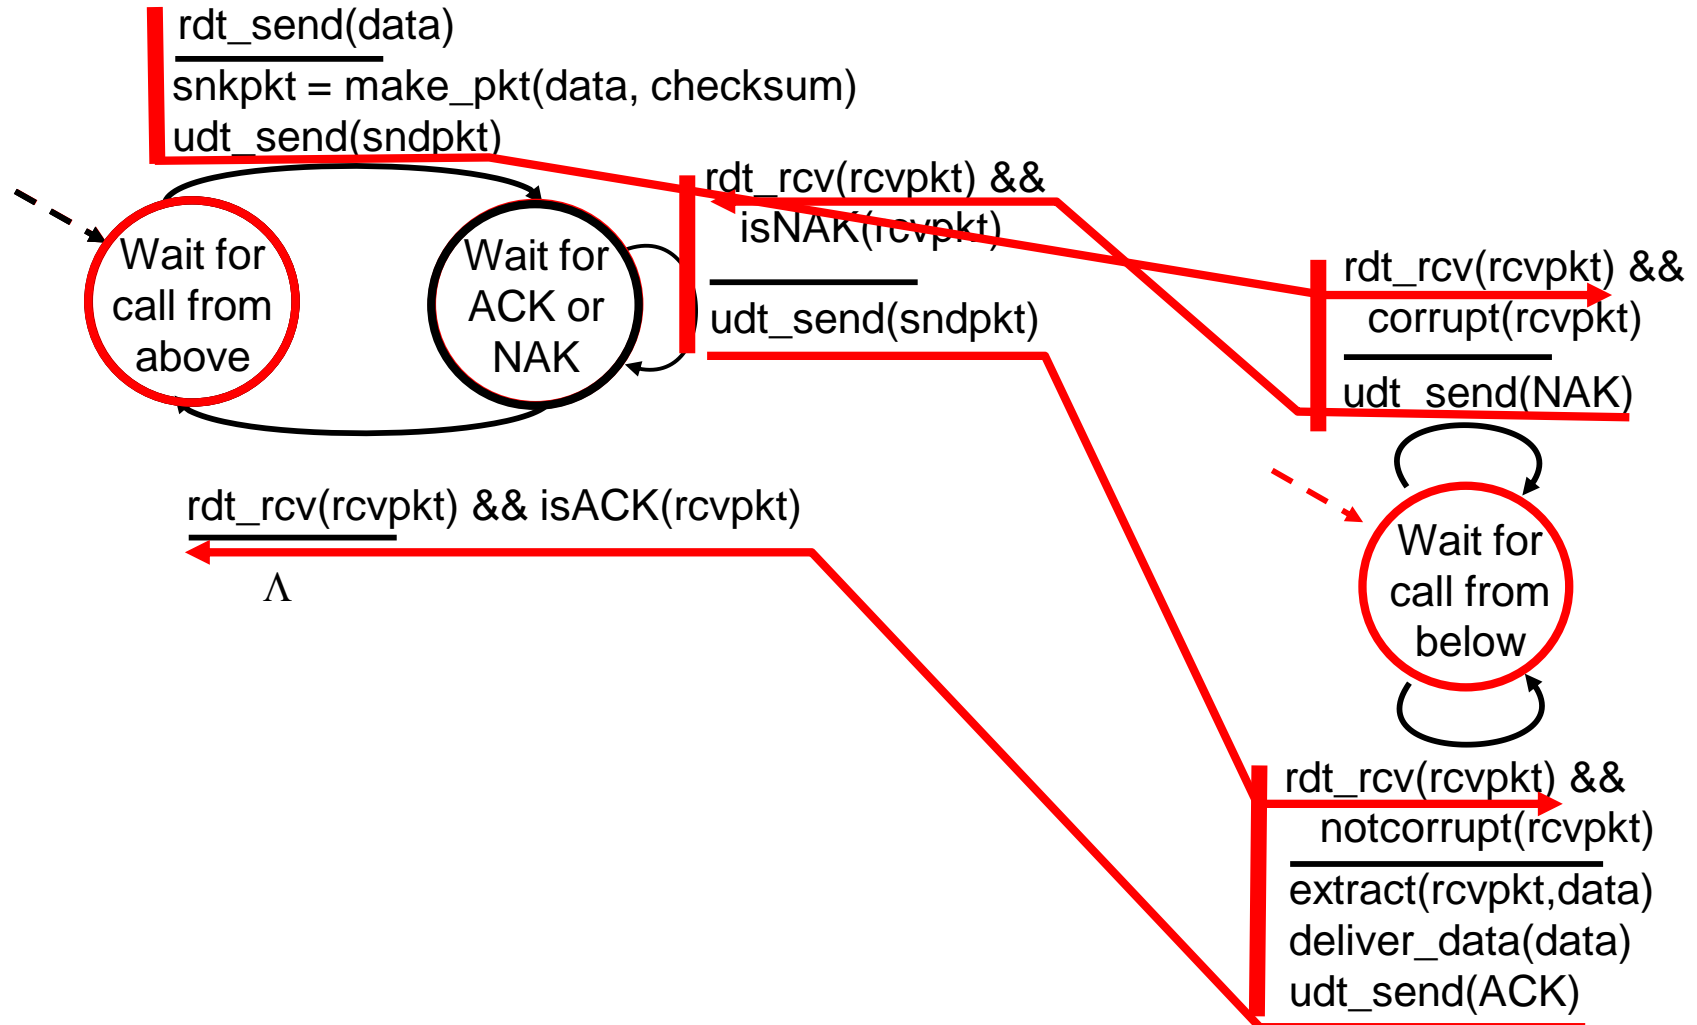 rdt_send(data)
snkpkt = make_pkt(data, checksum)
udt_send(sndpkt)
Wait for
call from
above
Wait for
ACK or
NAK
rdt_rcv(rcvpkt) &&
isNAK(rcvpkt)
udt_send(sndpkt)
rdt_rcv(rcvpkt) && isACK(rcvpkt)
Λ
rdt_rcv(rcvpkt) &&
corrupt(rcvpkt)
udt_send(NAK)
Wait for
call from
below
rdt_rcv(rcvpkt) &&
notcorrupt(rcvpkt)
extract(rcvpkt,data)
deliver_data(data)
udt_send(ACK)